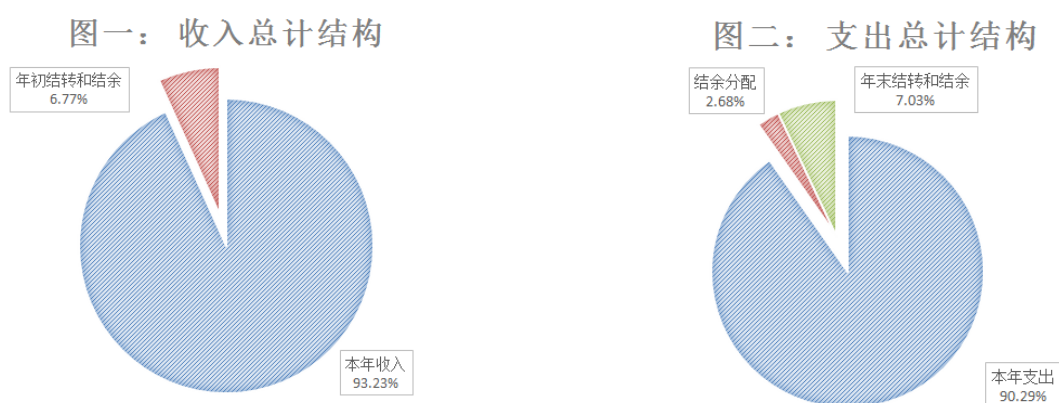 图一： 收入总计结构
年初结转和结余
6.77%
本年收入
93.23%
图二： 支出总计结构
结余分配
2.68%
年末结转和结余
7.03%
本年支出
90.29%